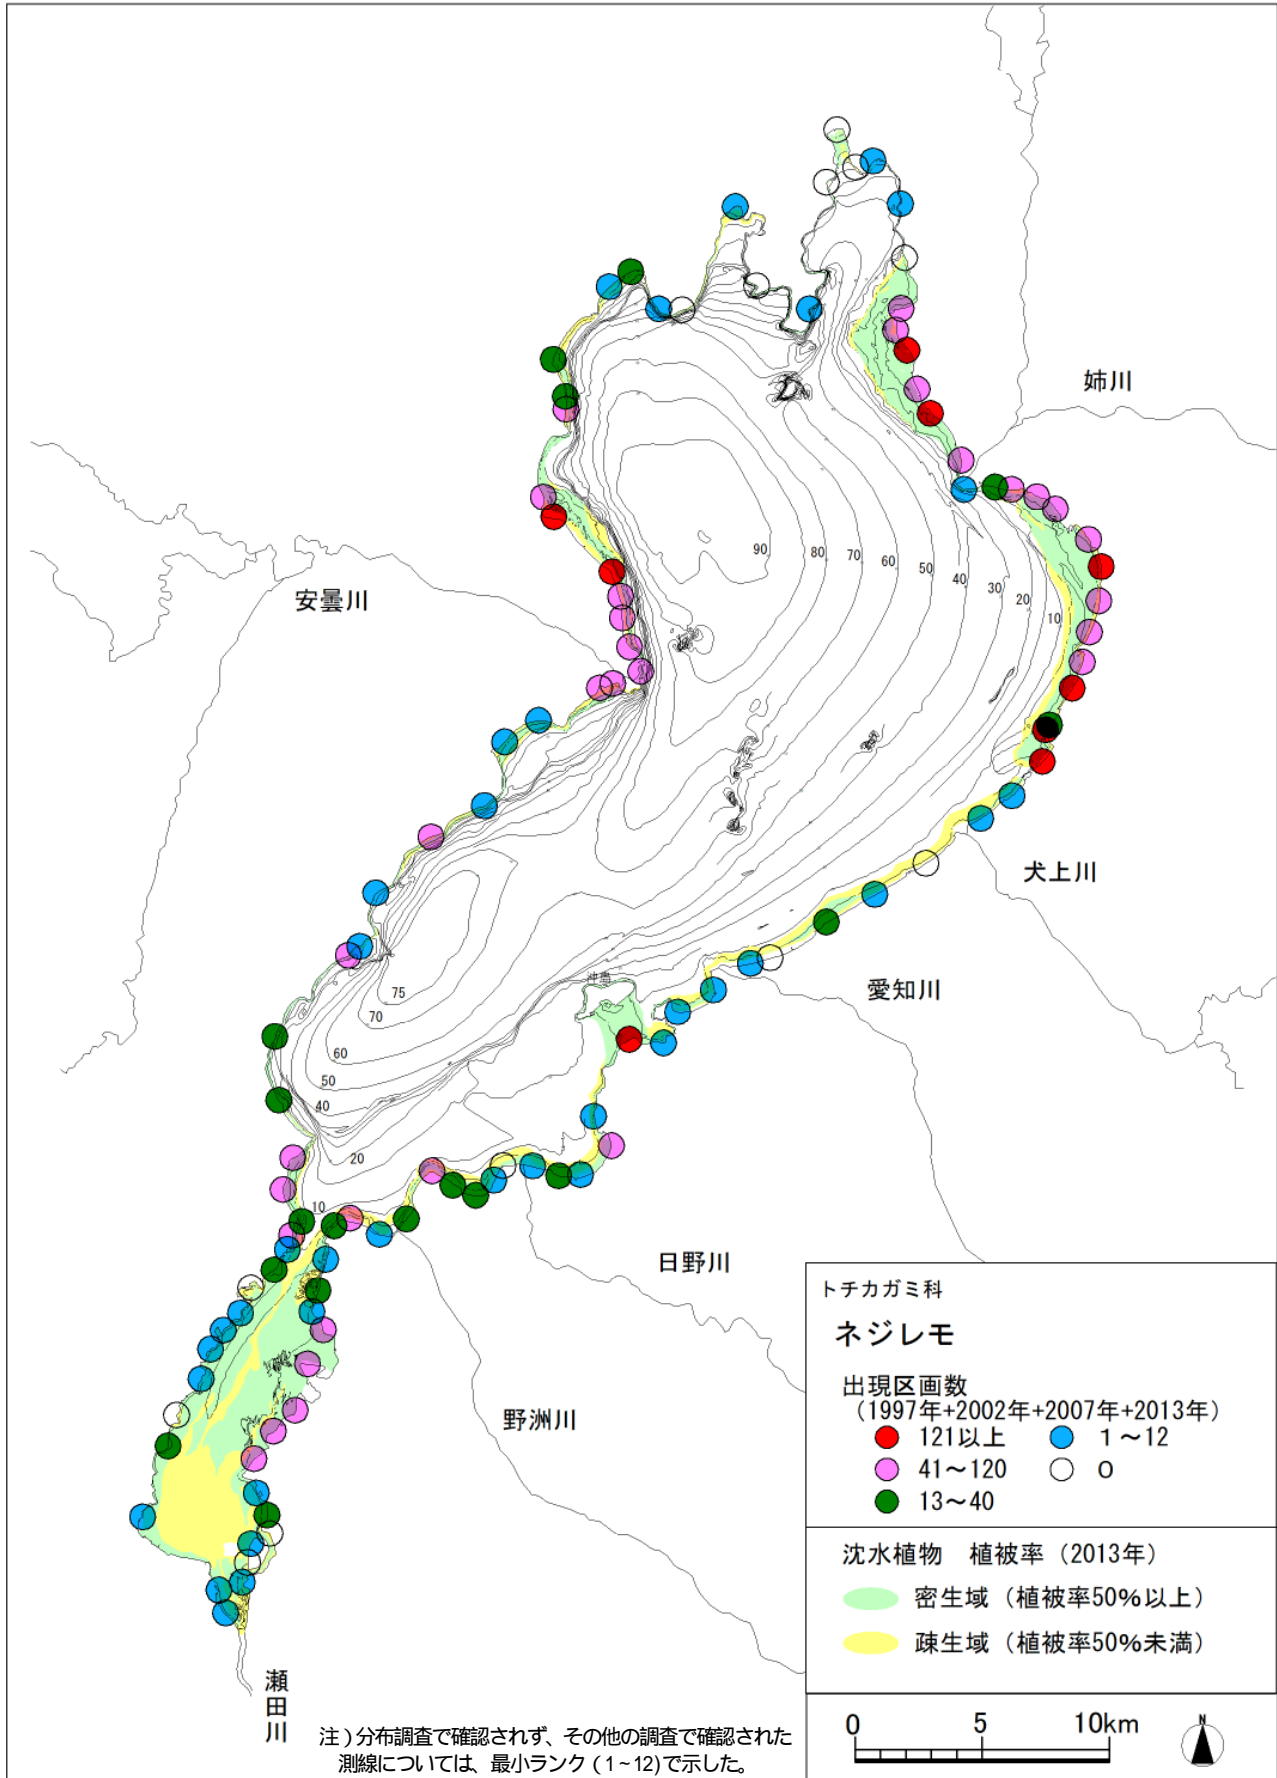 姉川
安曇川
90
80
70
60
50
40
30
20
10
犬上川
沖島
愛知川
75
70
60
50
40
20
10
日野川
野洲川
瀬田川
トチカガミ科
ネジレモ
出現区画数
(1997年+2002年+2007年+2013年)
121以上
1～12
41～120
0
13～40
沈水植物 植被率 (2013年)
密生域 (植被率50%以上)
疎生域 (植被率50%未満)
0 5 10km
N
注)分布調査で確認されず、その他の調査で確認された
測線については、最小ランク(1~12)で示した。